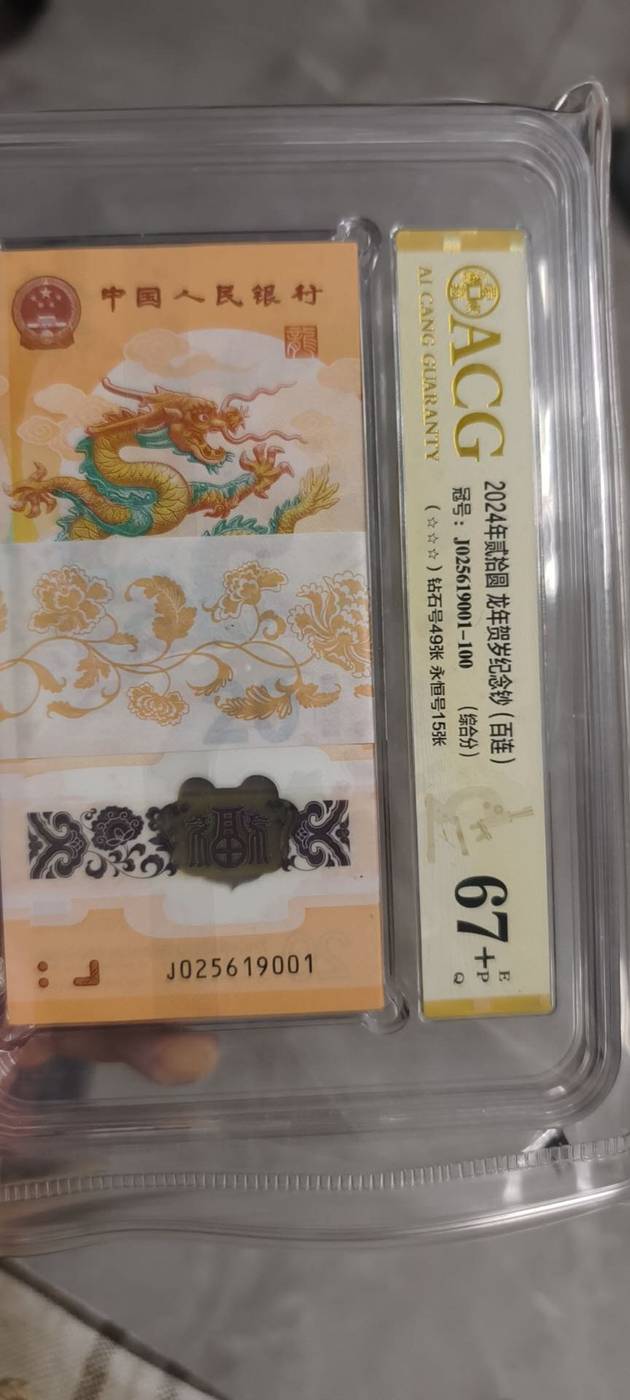 中国人民银行
龍
福
J025619001
ACG
AI CANG GUARANTY
2024年贰拾圆 龙年贺岁纪念钞（百连）
冠号：J025619001-100 （综合分）
（☆☆☆）钻石号49张 永恒号15张
67+
E
P
Q